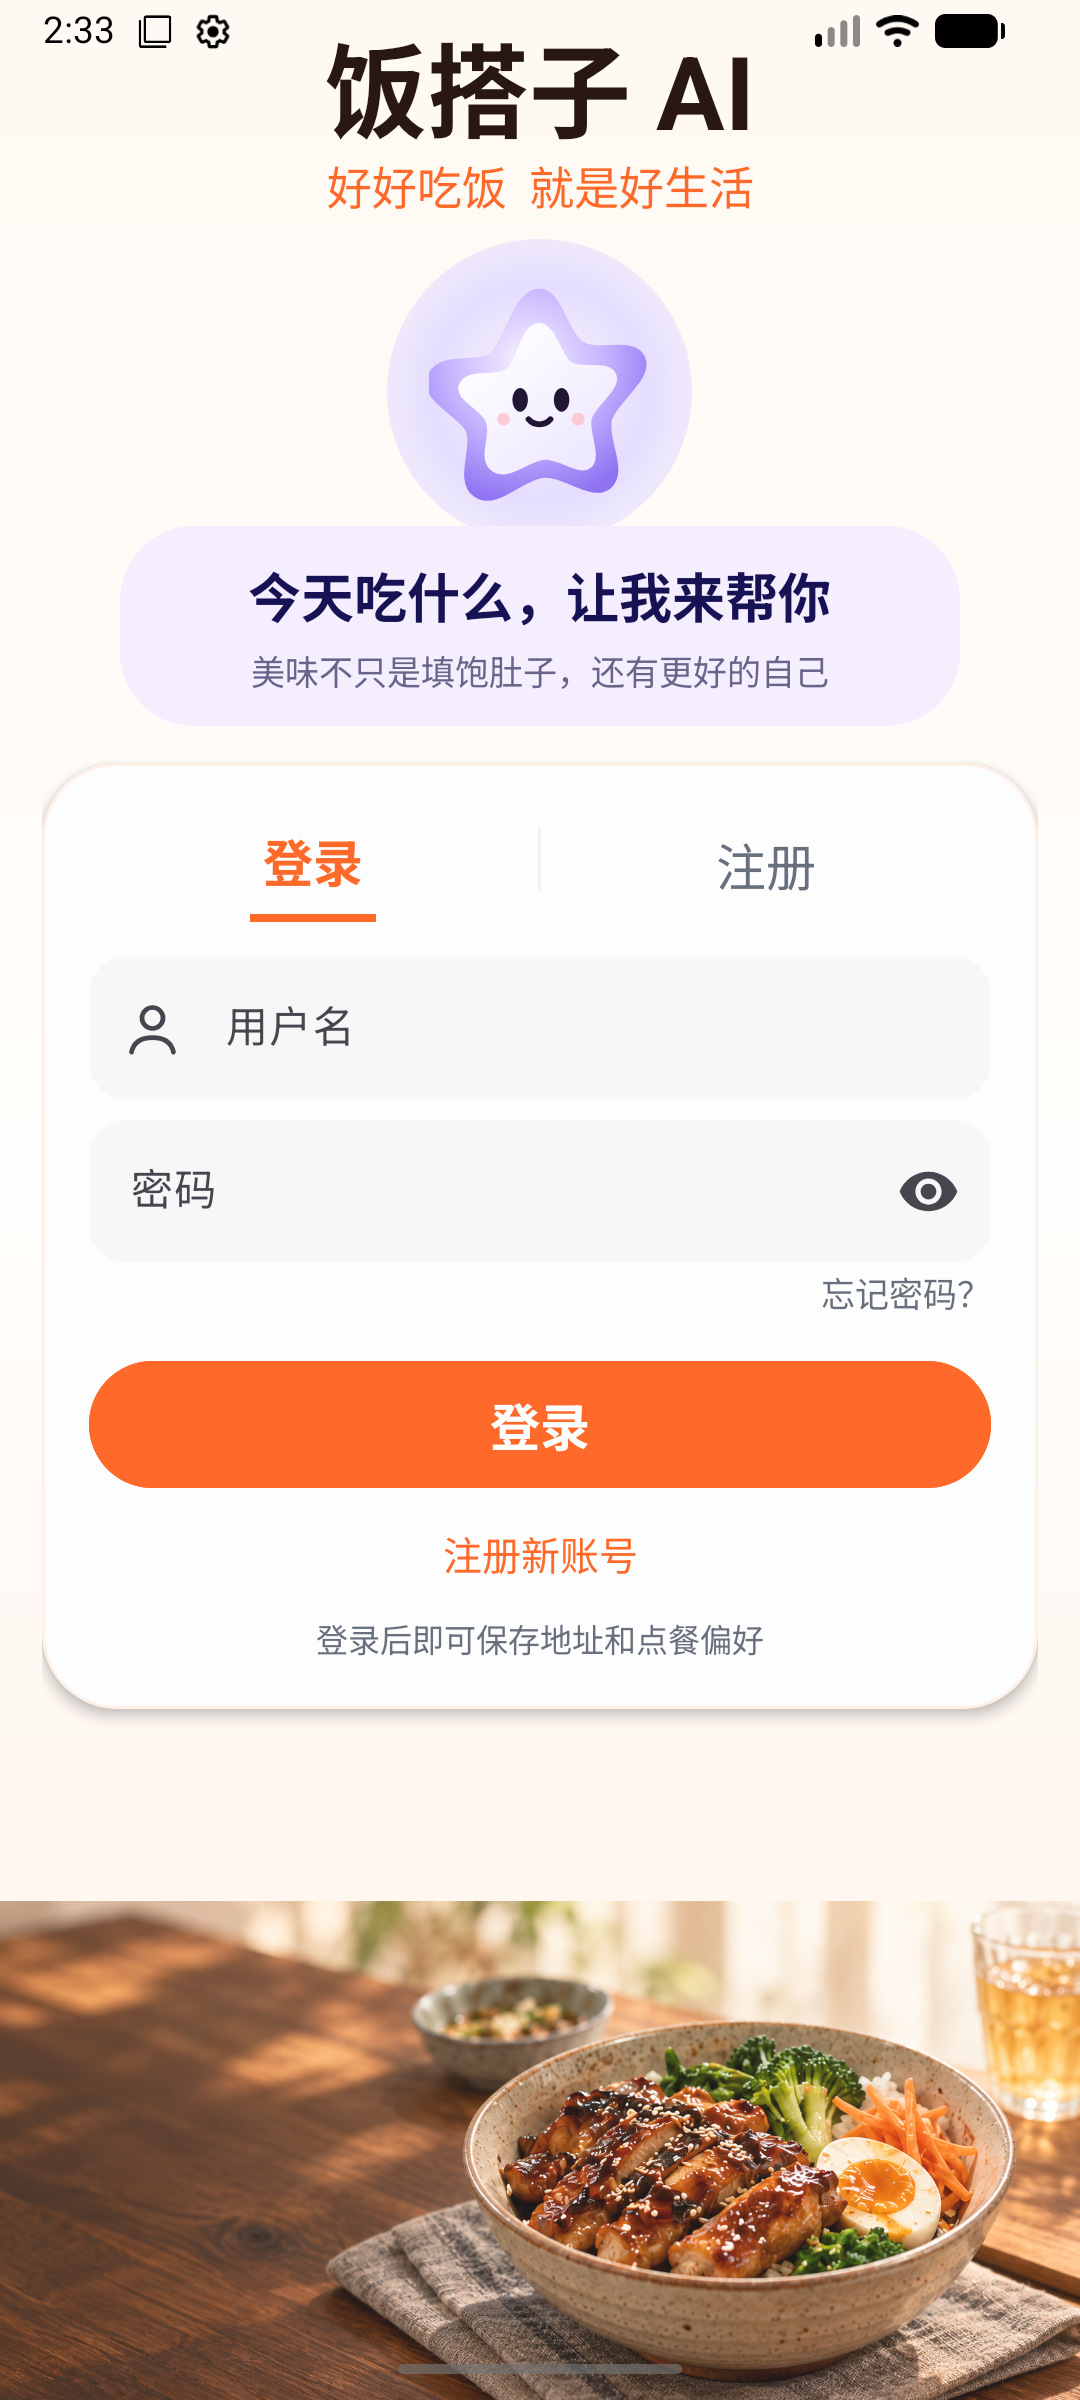 2:33
饭搭子 AI
好好吃饭 就是好生活
今天吃什么，让我来帮你
美味不只是填饱肚子，还有更好的自己
登录
注册
用户名
密码
忘记密码？
登录
注册新账号
登录后即可保存地址和点餐偏好